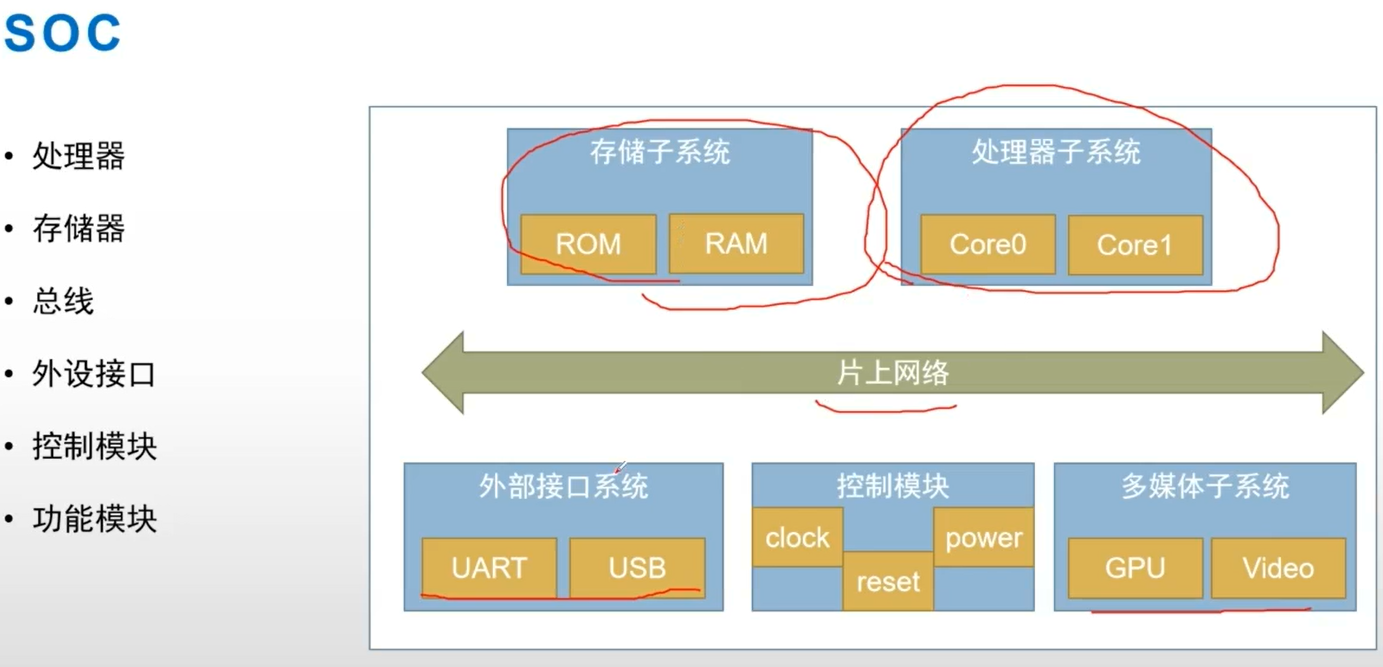 SOC
• 处理器
• 存储器
• 总线
• 外设接口
• 控制模块
• 功能模块
存储子系统
ROM RAM
处理器子系统
Core0 Core1
片上网络
外部接口系统
UART USB
控制模块
clock power
reset
多媒体子系统
GPU Video